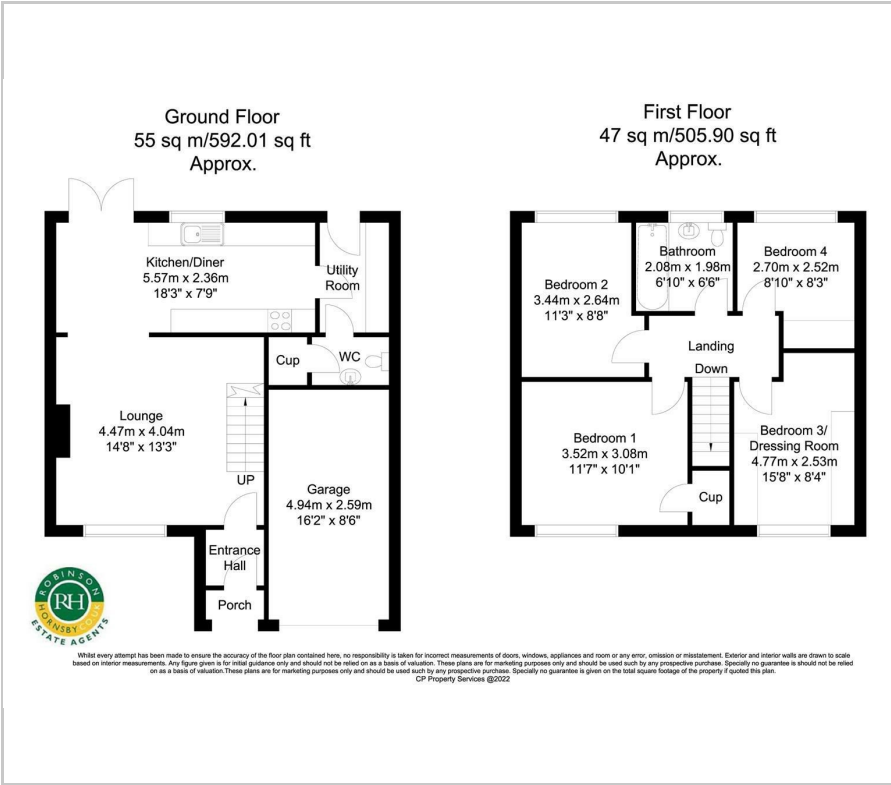 Ground Floor
55 sq m/592.01 sq ft
Approx.
Kitchen/Diner
5.57m x 2.36m
18'3" x 7'9"
Utility
Room
Cup
WC
Lounge
4.47m x 4.04m
14'8" x 13'3"
UP
Garage
4.94m x 2.59m
16'2" x 8'6"
Entrance
Hall
Porch
First Floor
47 sq m/505.90 sq ft
Approx.
Bedroom 2
3.44m x 2.64m
11'3" x 8'8"
Bathroom
2.08m x 1.98m
6'10" x 6'6"
Bedroom 4
2.70m x 2.52m
8'10" x 8'3"
Landing
Down
Bedroom 1
3.52m x 3.08m
11'7" x 10'1"
Bedroom 3/
Dressing Room
4.77m x 2.53m
15'8" x 8'4"
Cup
ROBINSON
RH
HORNSBY.CO.UK
ESTATE AGENTS
Whilst every attempt has been made to ensure the accuracy of the floor plan contained here, no responsibility is taken for incorrect measurements of doors, windows, appliances and room or any error, omission or misstatement. Exterior and interior walls are drawn to scale
based on interior measurements. Any figure given is for initial guidance only and should not be relied on as a basis of valuation. These plans are for marketing purposes only and should be used such by any prospective purchase. Specially no guarantee is should not be relied
on as a basis of valuation.These plans are for marketing purposes only and should be used such by any prospective purchase. Specially no guarantee is given on the total square footage of the property if quoted this plan.
CP Property Services @2022